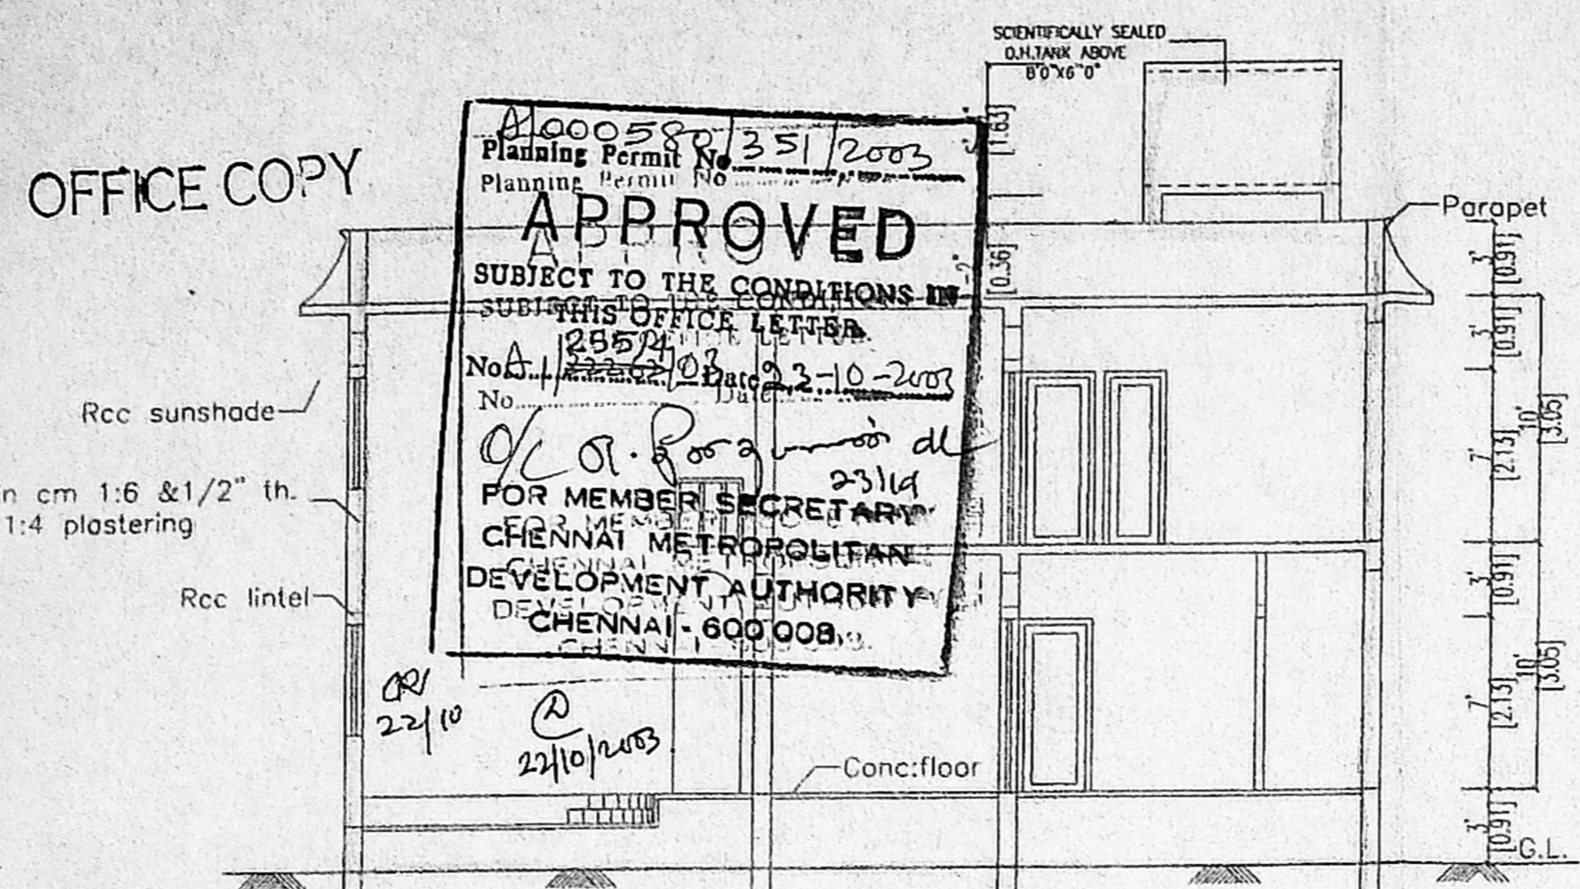 SCIENTIFICALLY SEALED
O.H.TANK ABOVE
8'0"X6'0"
OFFICE COPY
A/000580/351/2003
Planning Permit No
Planning Permit No
APPROVED
SUBJECT TO THE CONDITIONS IN
THIS OFFICE LETTER.
No. A1/28574/03 Date 23-10-2003
No. Date
O/C
23/10
FOR MEMBER SECRETARY
CHENNAI METROPOLITAN
DEVELOPMENT AUTHORITY
CHENNAI - 600 008.
22/10
22/10/2003
Rcc sunshade
n cm 1:6 &1/2" th.
1:4 plastering
Rcc lintel
Conc:floor
Parapet
[1.63]
[0.36]
3' [0.91]
3' [0.91]
7' [2.13]
10' [3.05]
3' [0.91]
7' [2.13]
10' [3.05]
3' [0.91]
G.L.